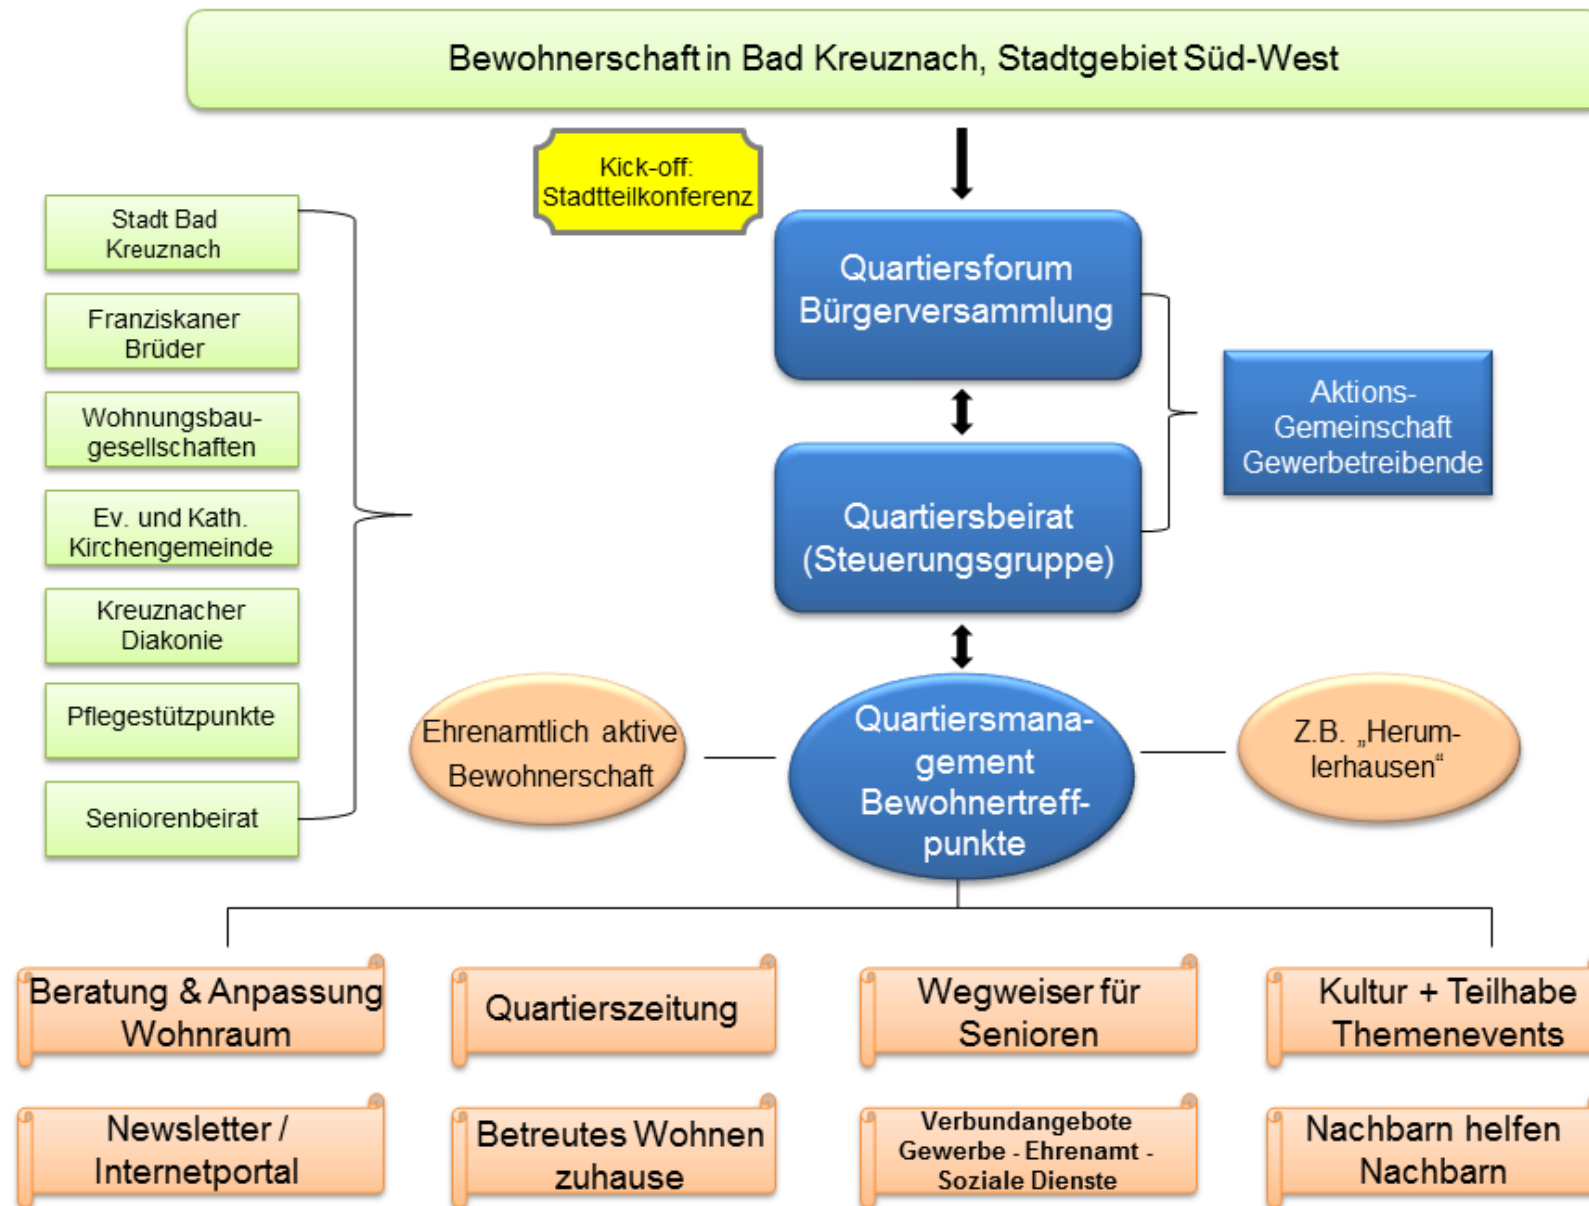 Bewohnerschaft in Bad Kreuznach, Stadtgebiet Süd-West
Kick-off:
Stadtteilkonferenz
Stadt Bad
Kreuznach
Franziskaner
Brüder
Wohnungsbau-
gesellschaften
Ev. und Kath.
Kirchengemeinde
Kreuznacher
Diakonie
Pflegestützpunkte
Seniorenbeirat
Quartiersforum
Bürgerversammlung
Aktions-
Gemeinschaft
Gewerbetreibende
Quartiersbeirat
(Steuerungsgruppe)
Ehrenamtlich aktive
Bewohnerschaft
Quartiersmana-
gement
Bewohnertreff-
punkte
Z.B. „Herum-
lerhausen“
Beratung & Anpassung
Wohnraum
Quartierszeitung
Wegweiser für
Senioren
Kultur + Teilhabe
Themenevents
Newsletter /
Internetportal
Betreutes Wohnen
zuhause
Verbundangebote
Gewerbe - Ehrenamt -
Soziale Dienste
Nachbarn helfen
Nachbarn